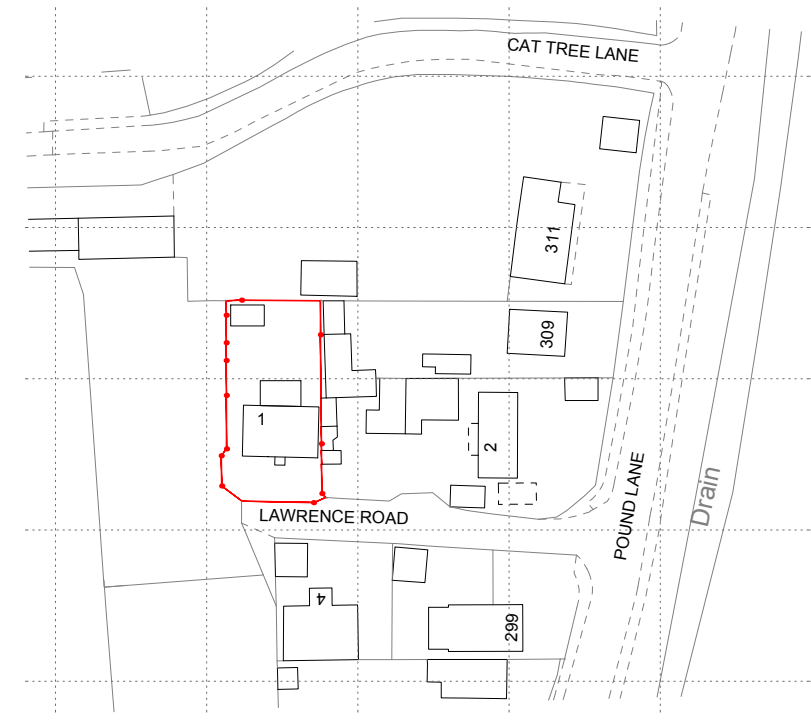 CAT TREE LANE
311
309
1
2
Drain
POUND LANE
LAWRENCE ROAD
4
299